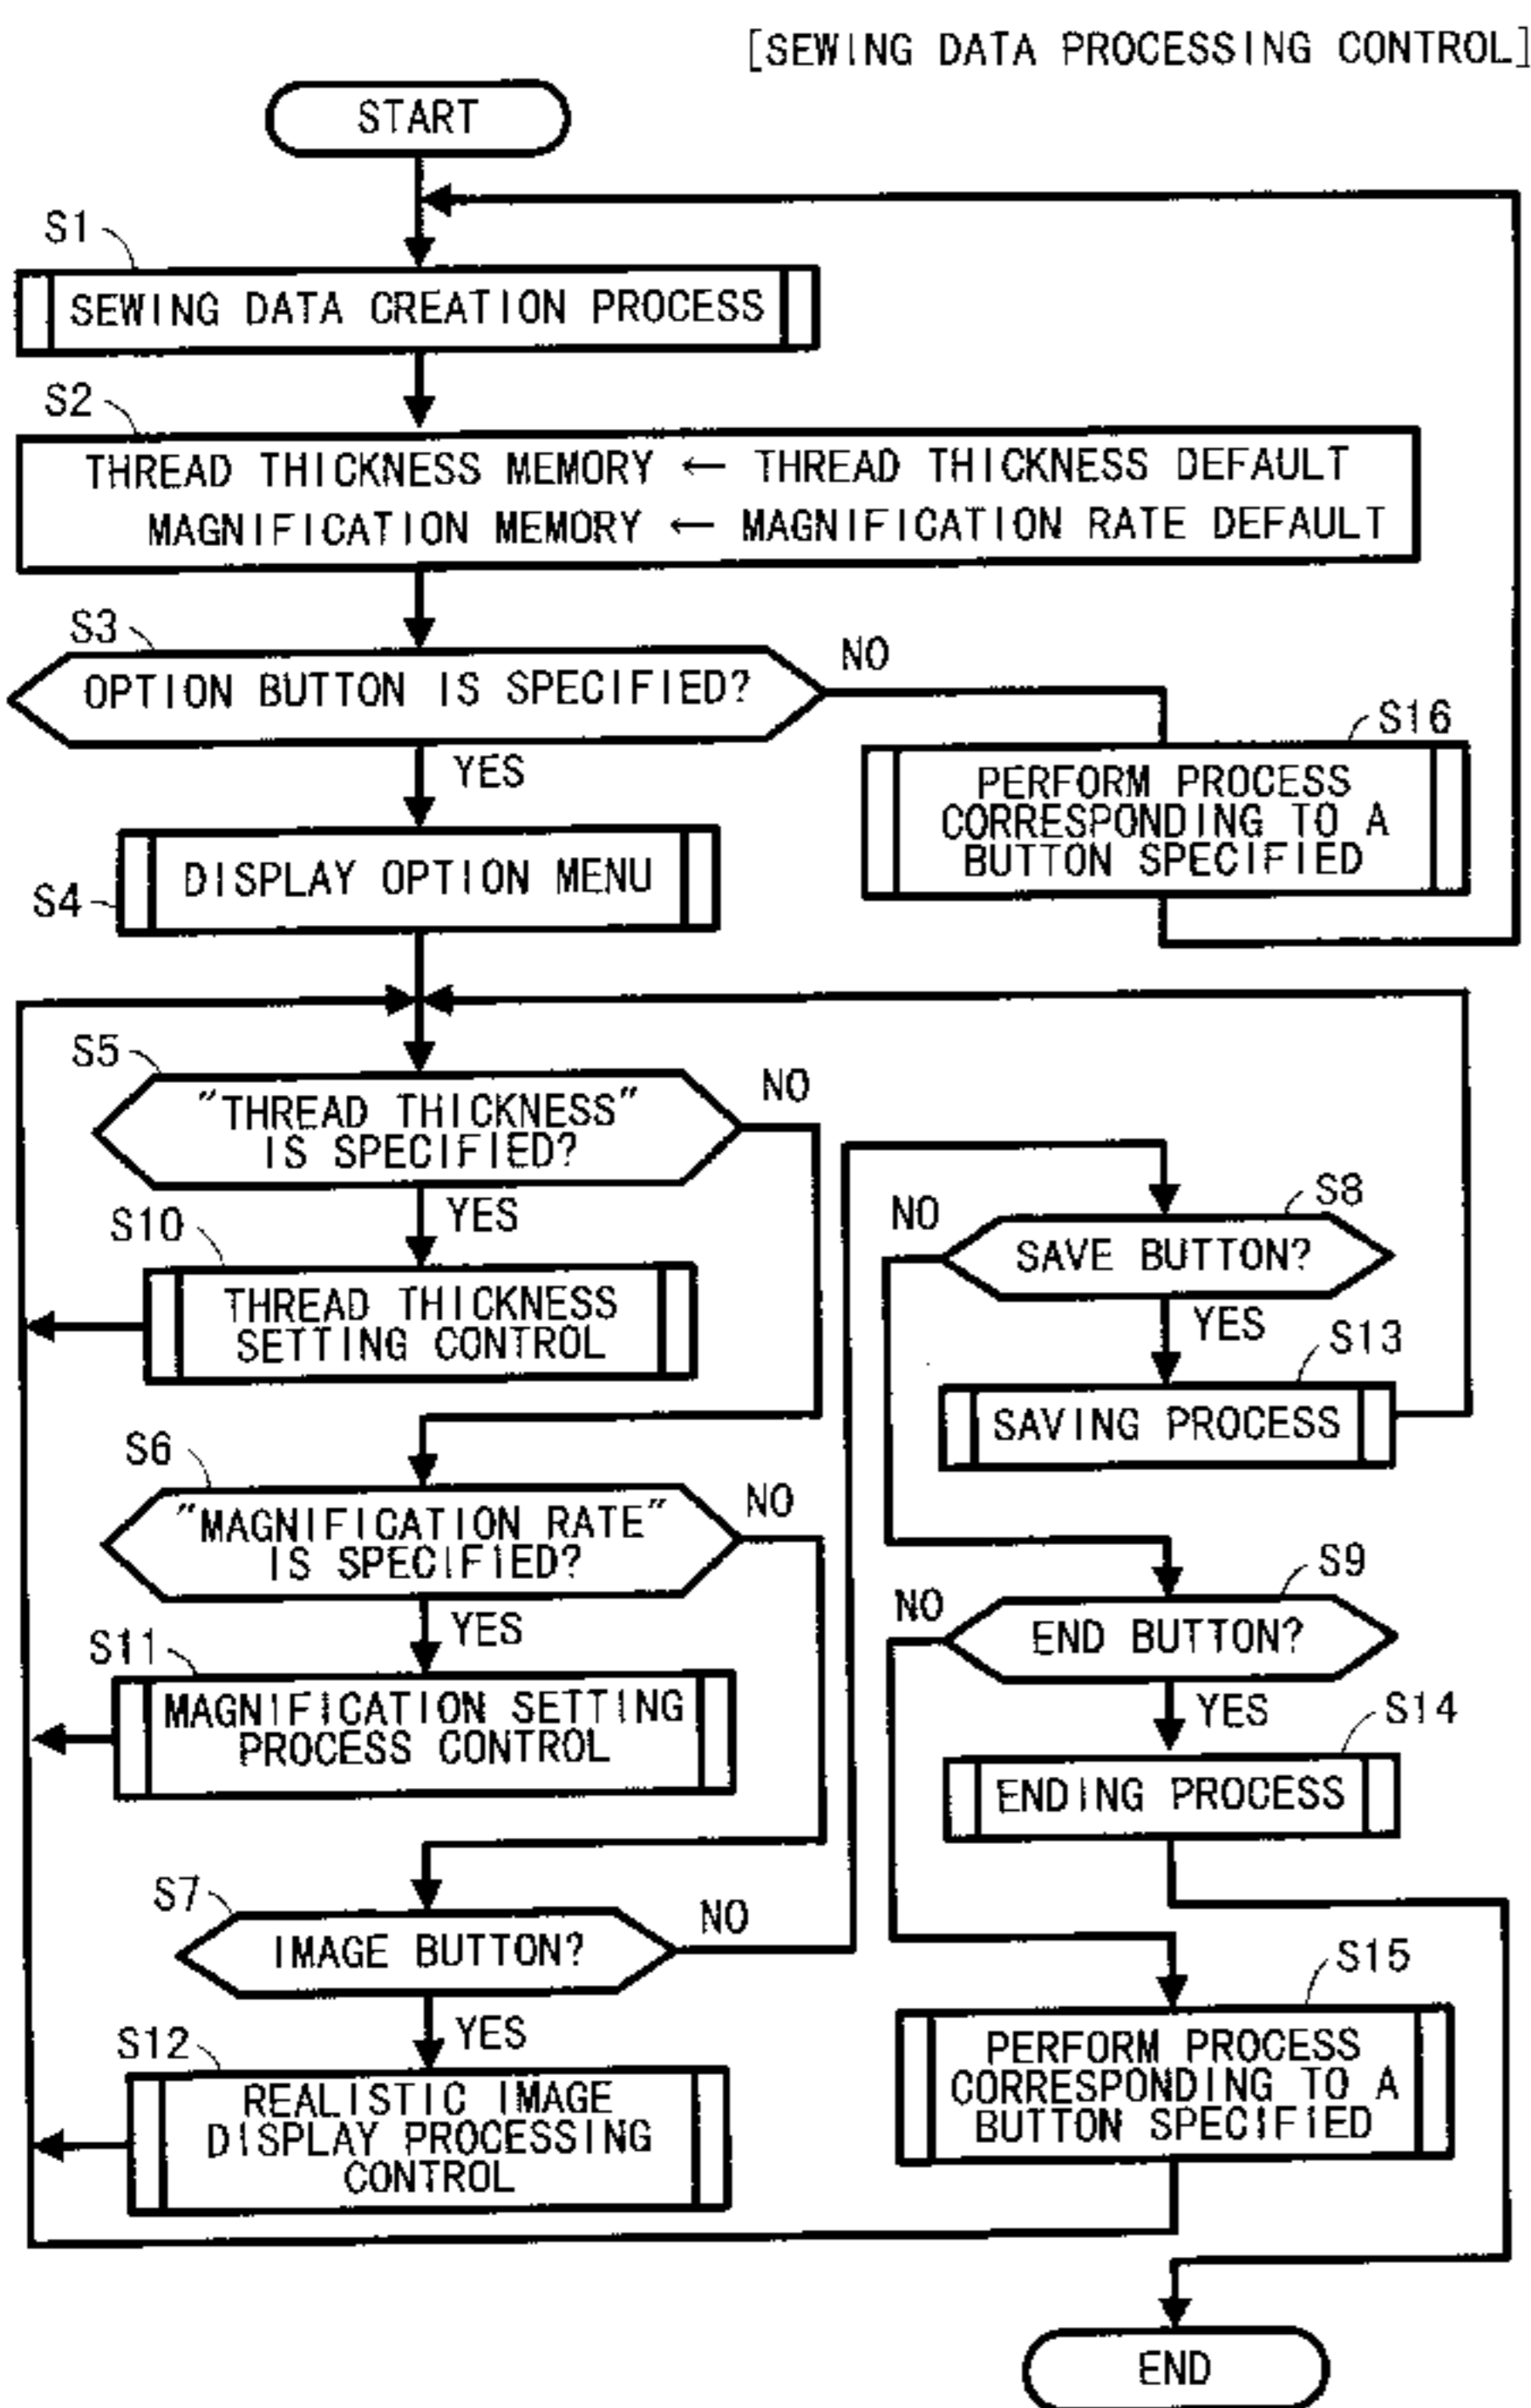 [SEWING DATA PROCESSING CONTROL]
START
S1
SEWING DATA CREATION PROCESS
S2
THREAD THICKNESS MEMORY ← THREAD THICKNESS DEFAULT
MAGNIFICATION MEMORY ← MAGNIFICATION RATE DEFAULT
S3
OPTION BUTTON IS SPECIFIED?
NO
YES
S16
PERFORM PROCESS
CORRESPONDING TO A
BUTTON SPECIFIED
S4
DISPLAY OPTION MENU
S5
"THREAD THICKNESS"
IS SPECIFIED?
NO
YES
S10
THREAD THICKNESS
SETTING CONTROL
S6
"MAGNIFICATION RATE"
IS SPECIFIED?
NO
YES
S11
MAGNIFICATION SETTING
PROCESS CONTROL
S7
IMAGE BUTTON?
NO
YES
S12
REALISTIC IMAGE
DISPLAY PROCESSING
CONTROL
S8
NO
SAVE BUTTON?
YES
S13
SAVING PROCESS
S9
NO
END BUTTON?
YES
S14
ENDING PROCESS
S15
PERFORM PROCESS
CORRESPONDING TO A
BUTTON SPECIFIED
END